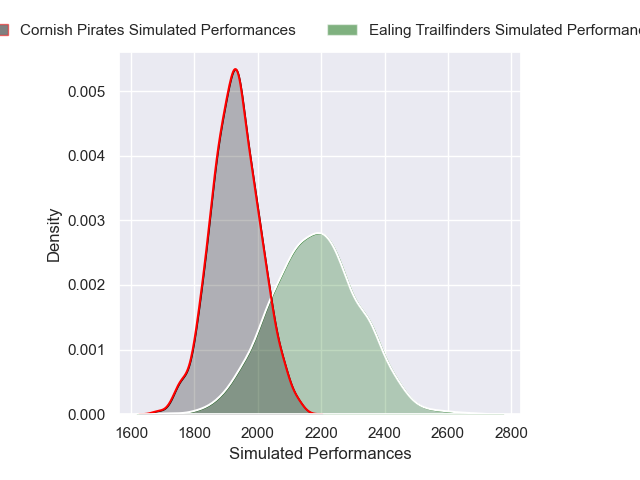 Cornish Pirates Simulated Performances
Ealing Trailfinders Simulated
0.005
0.004
0.003
0.002
0.001
0.000
Density
1600 1800 2000 2200 2400 2600 2800
Simulated Performances